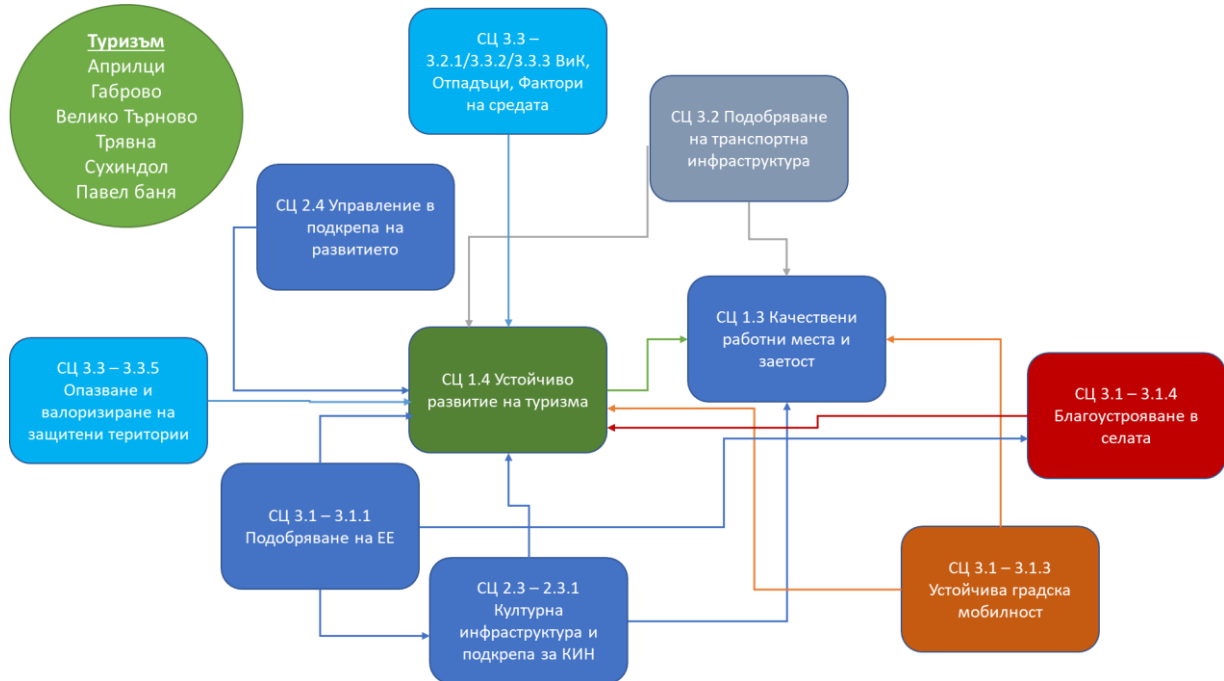 Туризъм
Априлци
Габрово
Велико Търново
Трявна
Сухиндол
Павел баня
СЦ 3.3 –
3.2.1/3.3.2/3.3.3 ВиК,
Отпадъци, Фактори
на средата
СЦ 3.2 Подобряване
на транспортна
инфраструктура
СЦ 2.4 Управление в
подкрепа на
развитието
СЦ 1.3 Качествени
работни места и
заетост
СЦ 1.4 Устойчиво
развитие на туризма
СЦ 3.3 – 3.3.5
Опазване и
валоризиране на
защитени територии
СЦ 3.1 – 3.1.4
Благоустрояване в
селата
СЦ 3.1 – 3.1.1
Подобряване на ЕЕ
СЦ 2.3 – 2.3.1
Културна
инфраструктура и
подкрепа за КИН
СЦ 3.1 – 3.1.3
Устойчива градска
мобилност